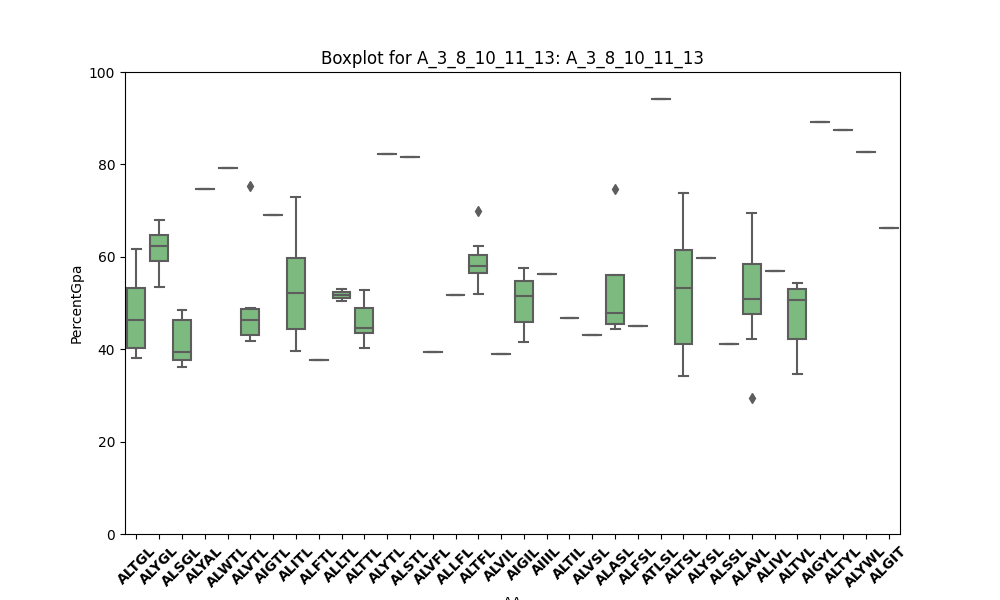 Boxplot for A_3_8_10_11_13: A_3_8_10_11_13
100
80
60
40
20
0
PercentGpa
ALTGL ALYGL ALSGL ALYAL ALWTL ALVTL AIGTL ALITL ALFTL ALLTL ALTTL ALYTL ALSTL ALVFL ALLFL ALTFL ALVIL AIGIL AIIIL ALTIL ALVSL ALASL ALFSL ATLSL ALTSL ALYSL ALSSL ALAVL ALIVL ALTVL AIGYL ALTYL ALYWL ALGIT